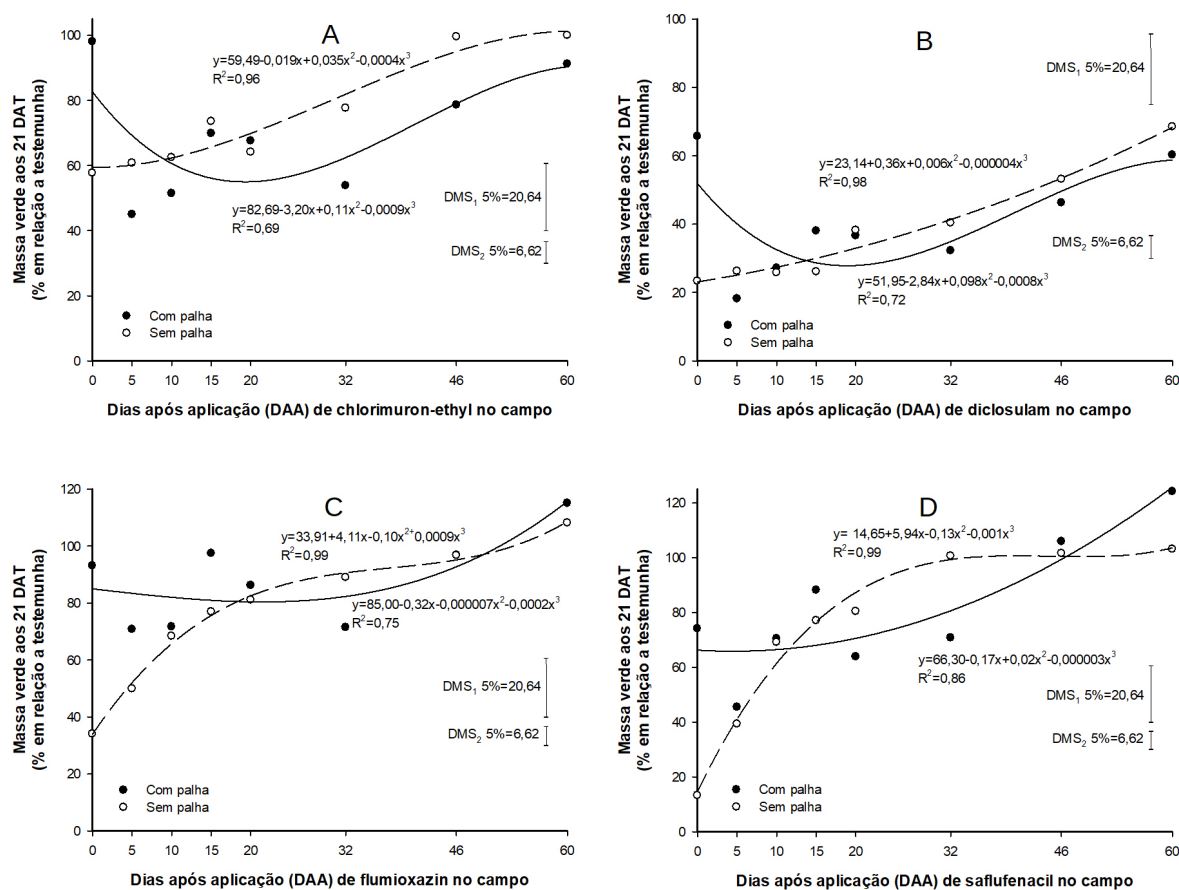 A
Massa verde aos 21 DAT
(% em relação a testemunha)
100
80
60
40
20
0
y=59,49-0,019x+0,035x²-0,0004x³
R²=0,96
y=82,69-3,20x+0,11x²-0,0009x³
R²=0,69
DMS₁ 5%=20,64
DMS₂ 5%=6,62
Com palha
Sem palha
0 5 10 15 20 32 46 60
Dias após aplicação (DAA) de chlorimuron-ethyl no campo
B
Massa verde aos 21 DAT
(% em relação a testemunha)
100
80
60
40
20
0
DMS₁ 5%=20,64
y=23,14+0,36x+0,006x²-0,000004x³
R²=0,98
DMS₂ 5%=6,62
y=51,95-2,84x+0,098x²-0,0008x³
R²=0,72
Com palha
Sem palha
0 5 10 15 20 32 46 60
Dias após aplicação (DAA) de diclosulam no campo
C
Massa verde aos 21 DAT
(% em relação a testemunha)
120
100
80
60
40
20
0
y=33,91+4,11x-0,10x²⁺0,0009x³
R²=0,99
y=85,00-0,32x-0,000007x²-0,0002x³
R²=0,75
DMS₁ 5%=20,64
DMS₂ 5%=6,62
Com palha
Sem palha
0 5 10 15 20 32 46 60
Dias após aplicação (DAA) de flumioxazin no campo
D
Massa verde aos 21 DAT
(% em relação a testemunha)
120
100
80
60
40
20
0
y= 14,65+5,94x-0,13x²-0,001x³
R²=0,99
y=66,30-0,17x+0,02x²-0,000003x³
R²=0,86
DMS₁ 5%=20,64
DMS₂ 5%=6,62
Com palha
Sem palha
0 5 10 15 20 32 46 60
Dias após aplicação (DAA) de saflufenacil no campo